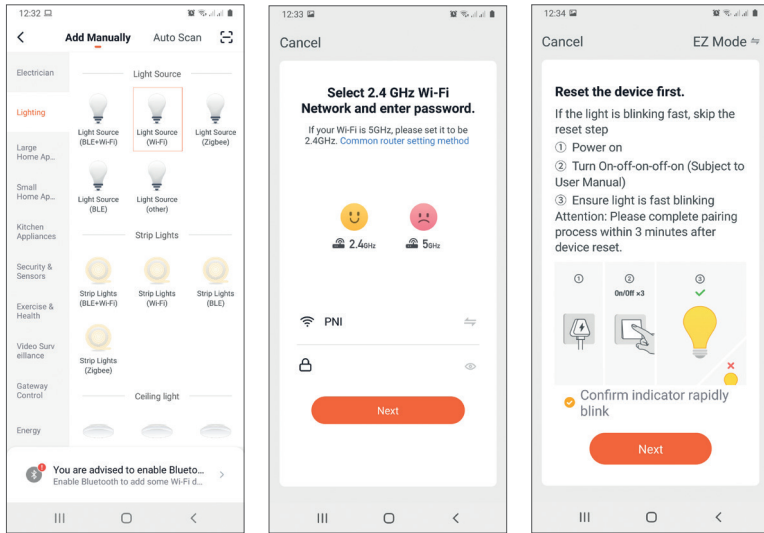 12:32
Add Manually Auto Scan
Electrician
Lighting
Large
Home Ap...
Small
Home Ap...
Kitchen
Appliances
Security &
Sensors
Exercise &
Health
Video Surv
eillance
Gateway
Control
Energy
Light Source
Light Source
(BLE+Wi-Fi)
Light Source
(Wi-Fi)
Light Source
(Zigbee)
Light Source
(BLE)
Light Source
(other)
Strip Lights
Strip Lights
(BLE+Wi-Fi)
Strip Lights
(Wi-Fi)
Strip Lights
(BLE)
Strip Lights
(Zigbee)
Ceiling light
You are advised to enable Blueto...
Enable Bluetooth to add some Wi-Fi d...
12:33
Cancel
Select 2.4 GHz Wi-Fi
Network and enter password.
If your Wi-Fi is 5GHz, please set it to be
2.4GHz. Common router setting method
2.4GHz 5GHz
PNI
Next
12:34
Cancel EZ Mode
Reset the device first.
If the light is blinking fast, skip the
reset step
① Power on
② Turn On-off-on-off-on (Subject to
User Manual)
③ Ensure light is fast blinking
Attention: Please complete pairing
process within 3 minutes after
device reset.
① ② ③
On/Off ×3
Confirm indicator rapidly
blink
Next